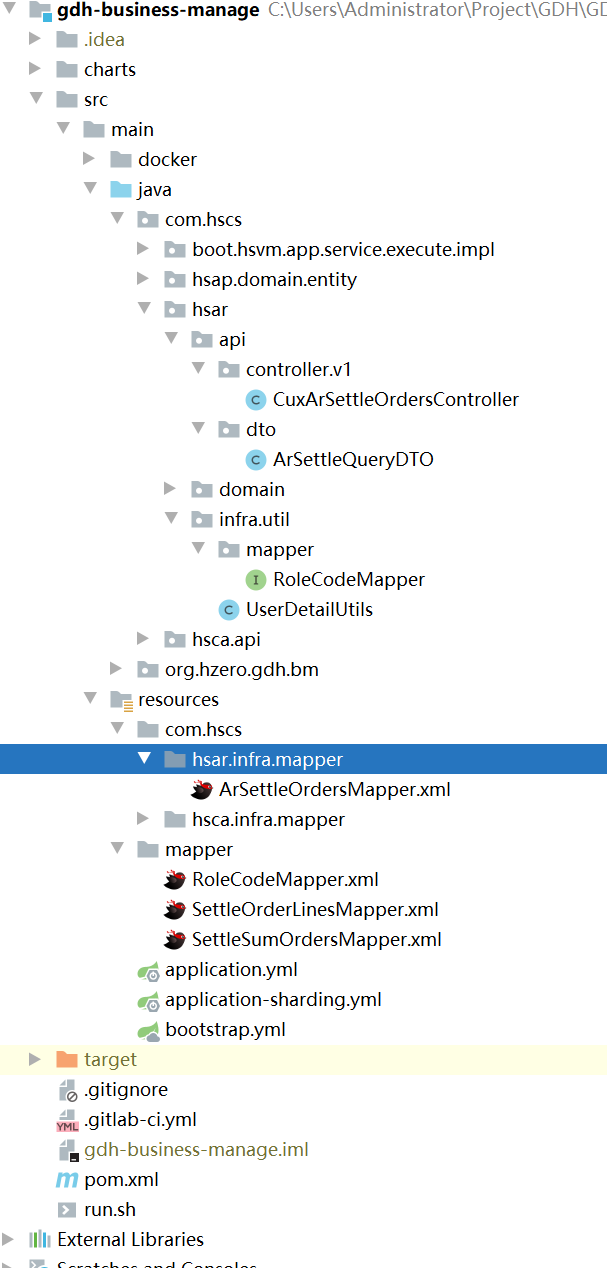 gdh-business-manage C:\Users\Administrator\Project\GDH\GD
.idea
charts
src
main
docker
java
com.hscs
boot.hsvm.app.service.execute.impl
hsap.domain.entity
hsar
api
controller.v1
C CuxArSettleOrdersController
dto
C ArSettleQueryDTO
domain
infra.util
mapper
I RoleCodeMapper
C UserDetailUtils
hsca.api
org.hzero.gdh.bm
resources
com.hscs
hsar.infra.mapper
ArSettleOrdersMapper.xml
hsca.infra.mapper
mapper
RoleCodeMapper.xml
SettleOrderLinesMapper.xml
SettleSumOrdersMapper.xml
application.yml
application-sharding.yml
bootstrap.yml
target
.gitignore
YML .gitlab-ci.yml
gdh-business-manage.iml
m pom.xml
run.sh
External Libraries
Scratches and Consoles